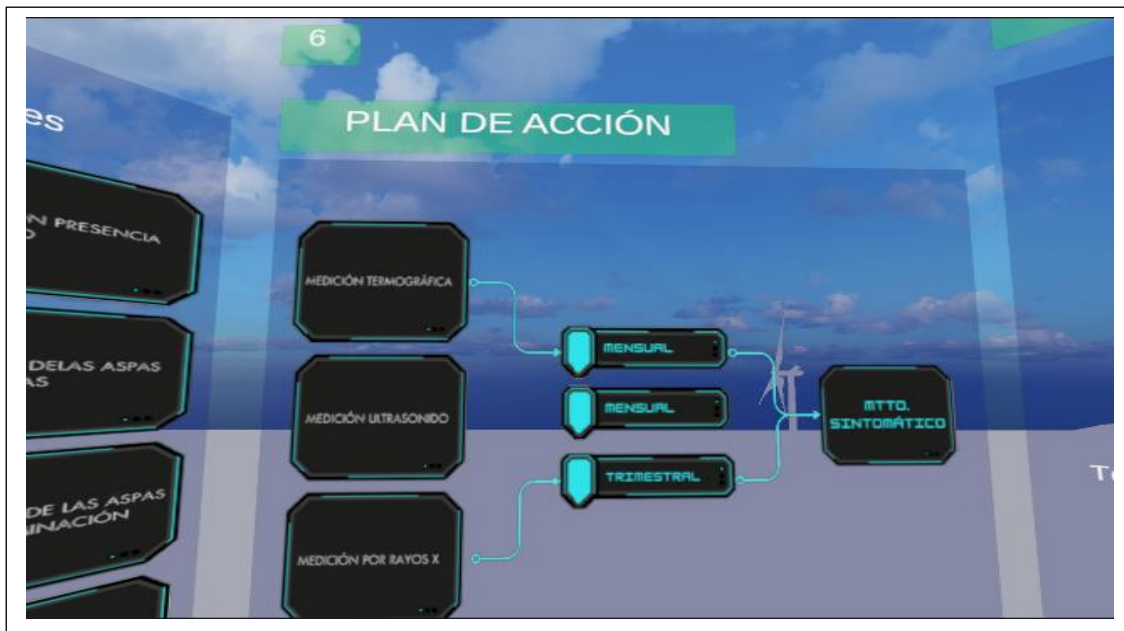 6
PLAN DE ACCIÓN
es
PRESENCIA
DELAS ASPAS
AS
DE LAS ASPAS
MEDICIÓN TERMOGRÁFICA
MEDICIÓN ULTRASONIDO
MEDICIÓN POR RAYOS X
MENSUAL
MENSUAL
TRIMESTRAL
MTTO.
SINTOMÁTICO